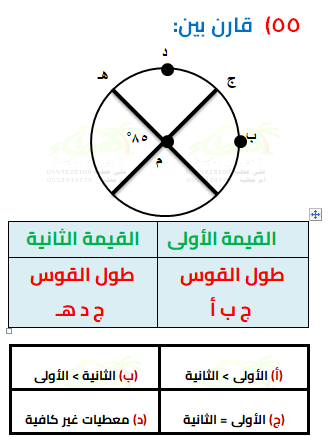 ٥٥) قارن بين:
د
هـ
ج
°٨٥
ب
م
القيمة الأولى
القيمة الثانية
طول القوس ج ب أ
طول القوس ج د هـ
(أ) الأولى > الثانية
(ب) الثانية > الأولى
(ج) الأولى = الثانية
(د) معطيات غير كافية